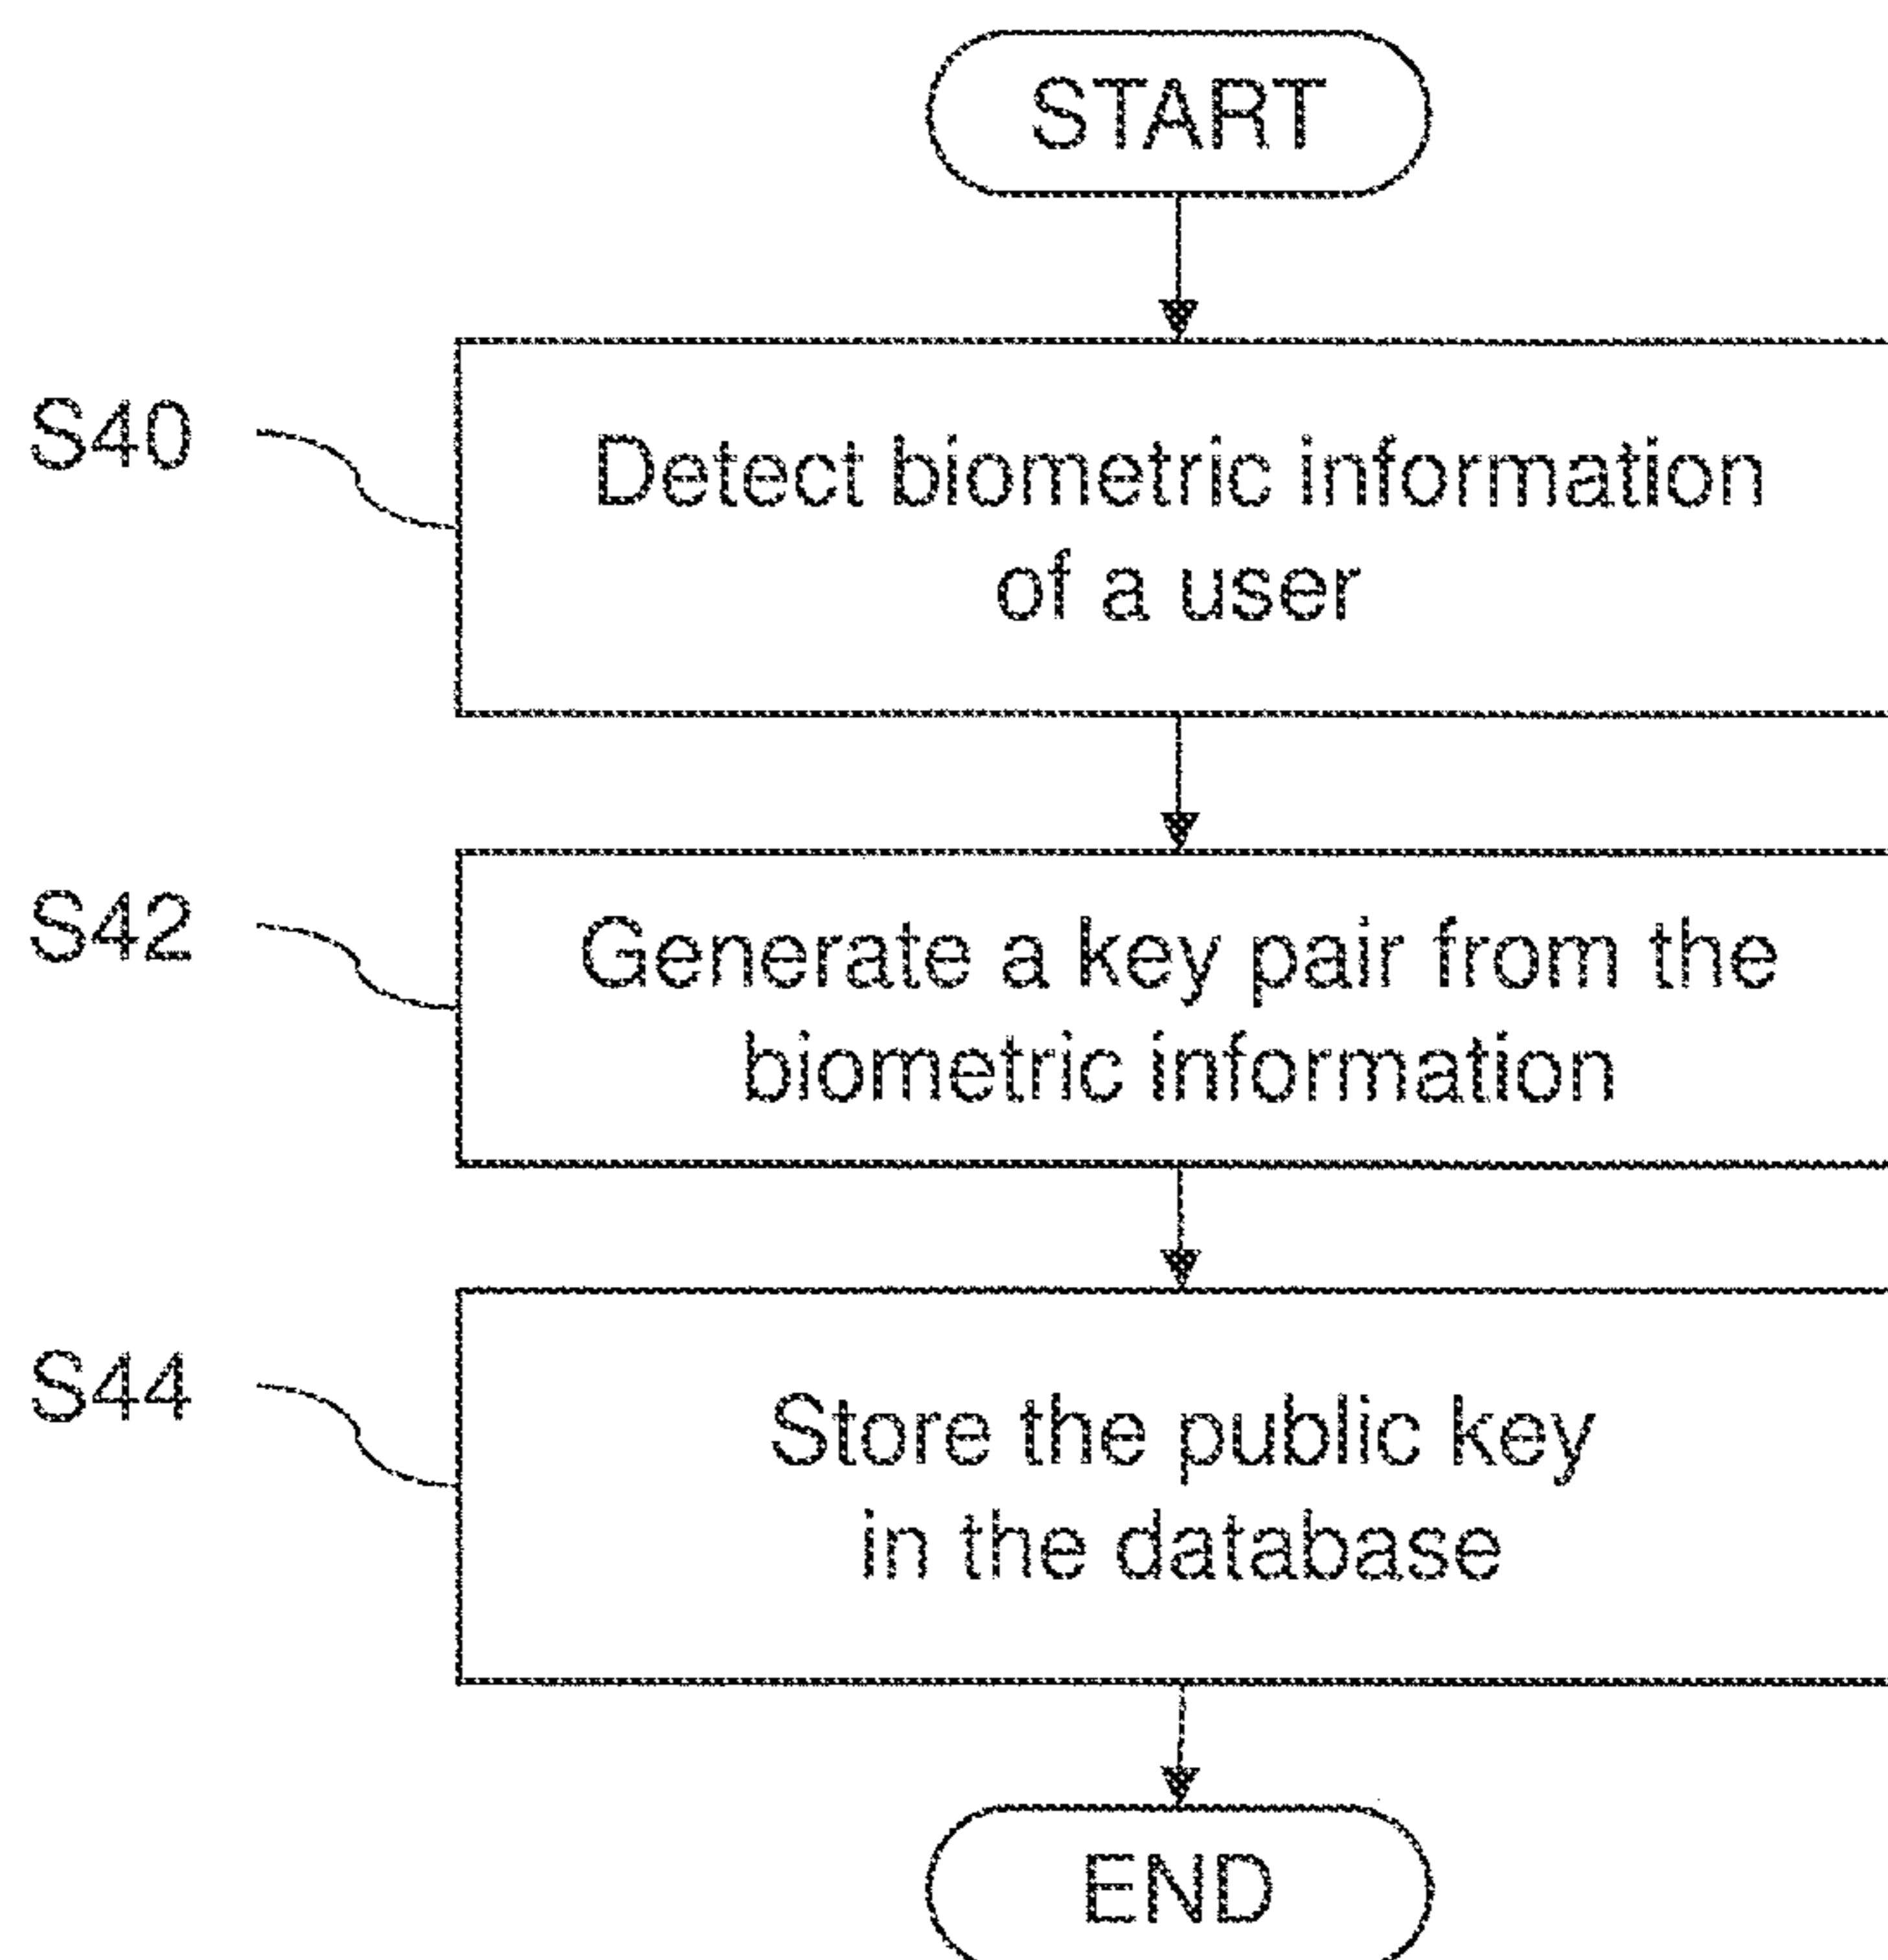 START
S40
Detect biometric information
of a user
S42
Generate a key pair from the
biometric information
S44
Store the public key
in the database
END